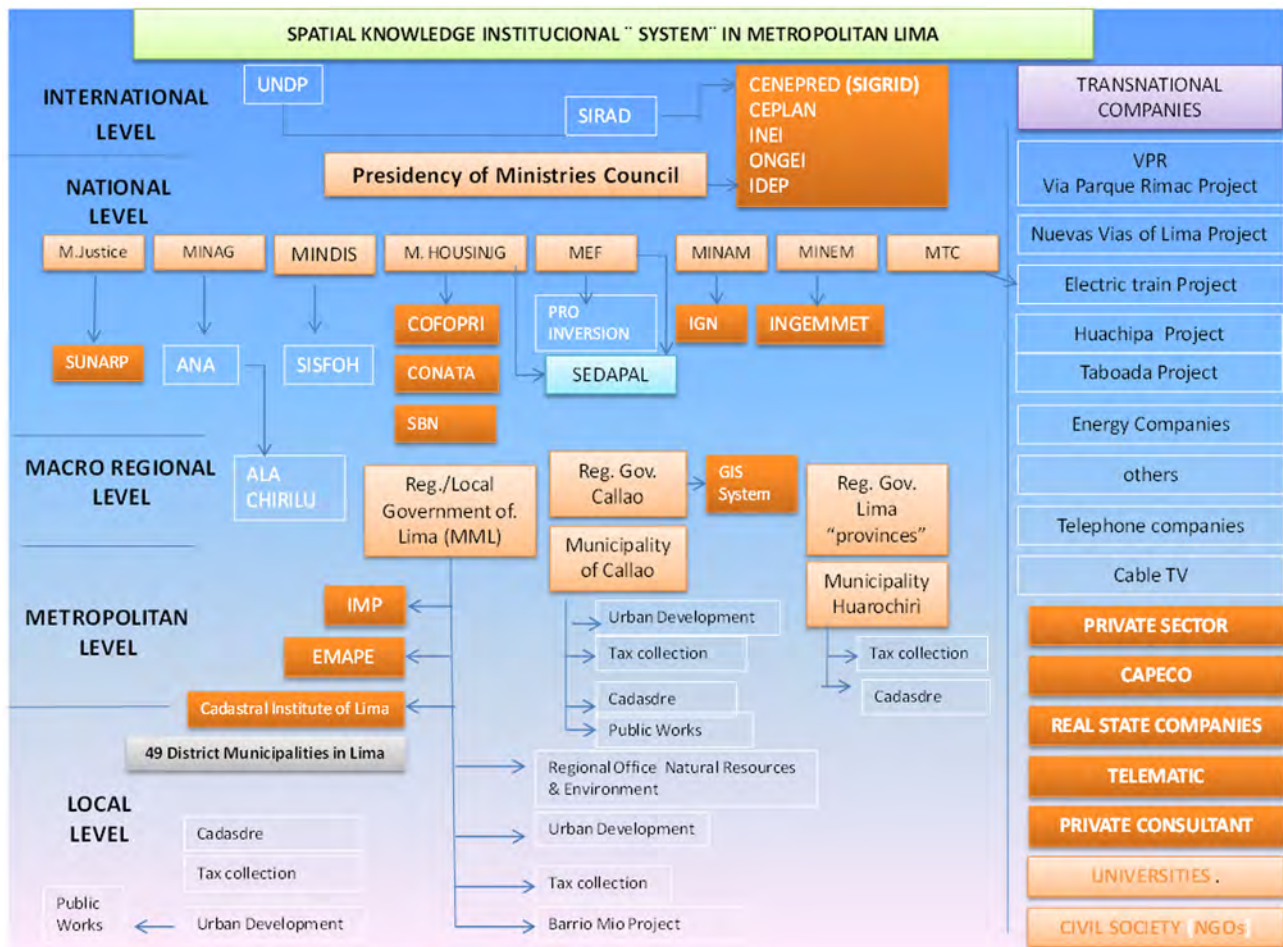 SPATIAL KNOWLEDGE INSTITUCIONAL ¨ SYSTEM¨ IN METROPOLITAN LIMA
INTERNATIONAL
LEVEL
UNDP
SIRAD
CENEPRED (SIGRID)
CEPLAN
INEI
ONGEI
IDEP
TRANSNATIONAL
COMPANIES
NATIONAL
LEVEL
Presidency of Ministries Council
VPR
Via Parque Rimac Project
Nuevas Vias of Lima Project
Electric train Project
Huachipa Project
Taboada Project
Energy Companies
others
Telephone companies
Cable TV
PRIVATE SECTOR
CAPECO
REAL STATE COMPANIES
TELEMATIC
PRIVATE CONSULTANT
UNIVERSITIES .
CIVIL SOCIETY (NGOs)
M.Justice
MINAG
MINDIS
M. HOUSINJG
MEF
MINAM
MINEM
MTC
SUNARP
ANA
SISFOH
COFOPRI
CONATA
SBN
PRO
INVERSION
SEDAPAL
IGN
INGEMMET
MACRO REGIONAL
LEVEL
ALA
CHIRILU
Reg./Local
Government of.
Lima (MML)
Reg. Gov.
Callao
GIS
System
Reg. Gov.
Lima
“provinces”
Municipality
of Callao
Municipality
Huarochiri
METROPOLITAN
LEVEL
IMP
EMAPE
Cadastral Institute of Lima
Urban Development
Tax collection
Cadasdre
Public Works
Tax collection
Cadasdre
49 District Municipalities in Lima
Regional Office Natural Resources
& Environment
Urban Development
Tax collection
Barrio Mio Project
LOCAL
LEVEL
Cadasdre
Tax collection
Urban Development
Public
Works